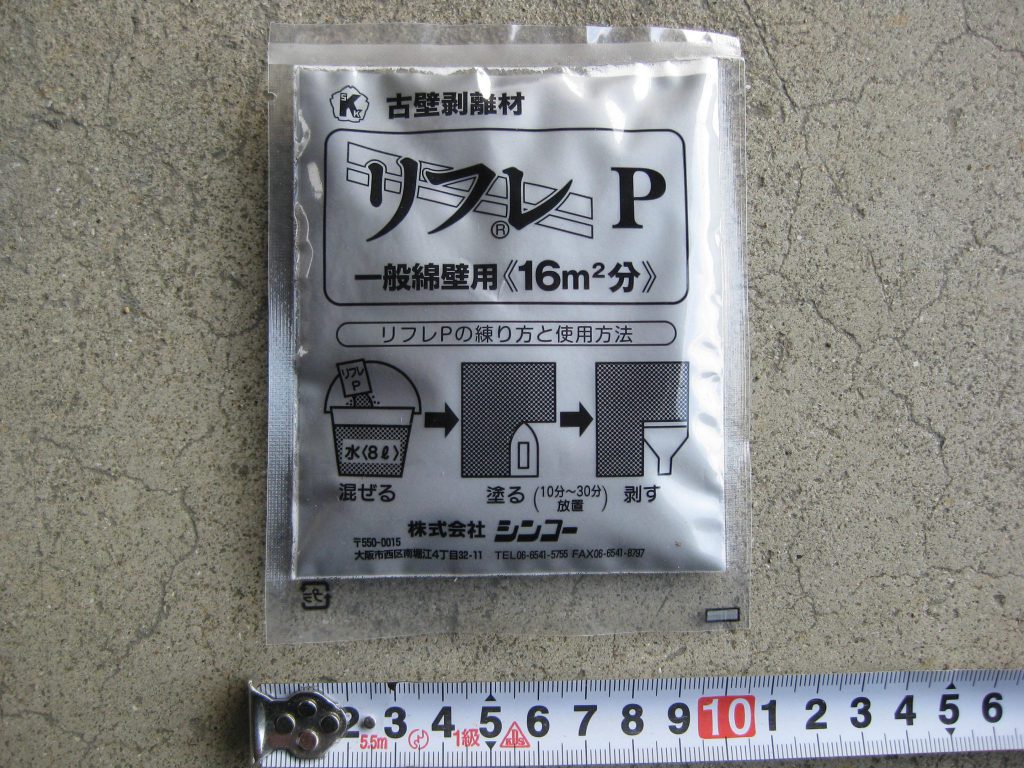 K 古壁剥離材
リフレ® P
一般綿壁用《16m²分》
リフレPの練り方と使用方法
リフレ
P
水〈8ℓ〉
混ぜる 塗る (10分～30分放置) 剥す
株式会社 シンコー
〒550-0015
大阪市西区南堀江4丁目32-11 TEL06-6541-5755 FAX06-6541-8797
プラ
2 3 4 5 6 7 8 9 10 1 2 3 4 5 6
5.5m 1級 KDS